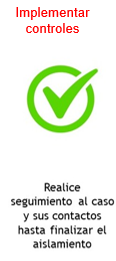 Implementar
controles
Realice
seguimiento al caso
y sus contactos
hasta finalizar el
aislamiento